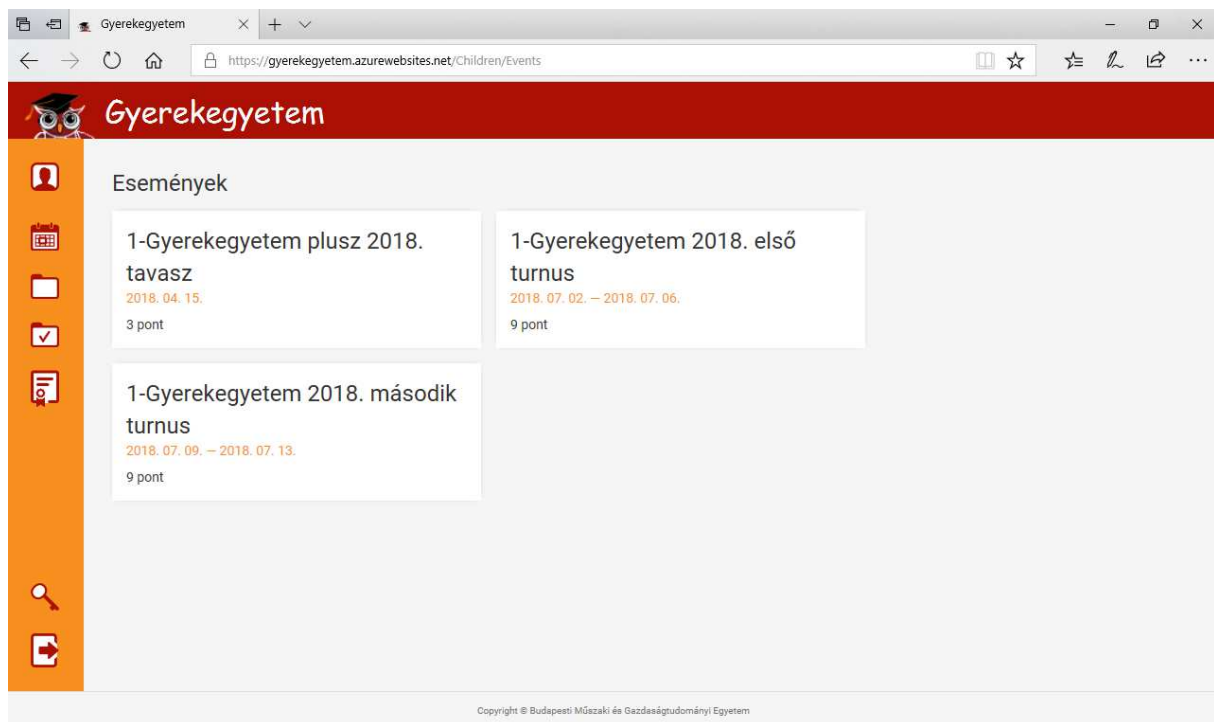 Gyerekegyetem
https://gyerekegyetem.azurewebsites.net/Children/Events
Gyerekegyetem
Események
1-Gyerekegyetem plusz 2018.
tavasz
2018. 04. 15.
3 pont
1-Gyerekegyetem 2018. első
turnus
2018. 07. 02. – 2018. 07. 06.
9 pont
1-Gyerekegyetem 2018. második
turnus
2018. 07. 09. – 2018. 07. 13.
9 pont
Copyright © Budapesti Műszaki és Gazdaságtudományi Egyetem